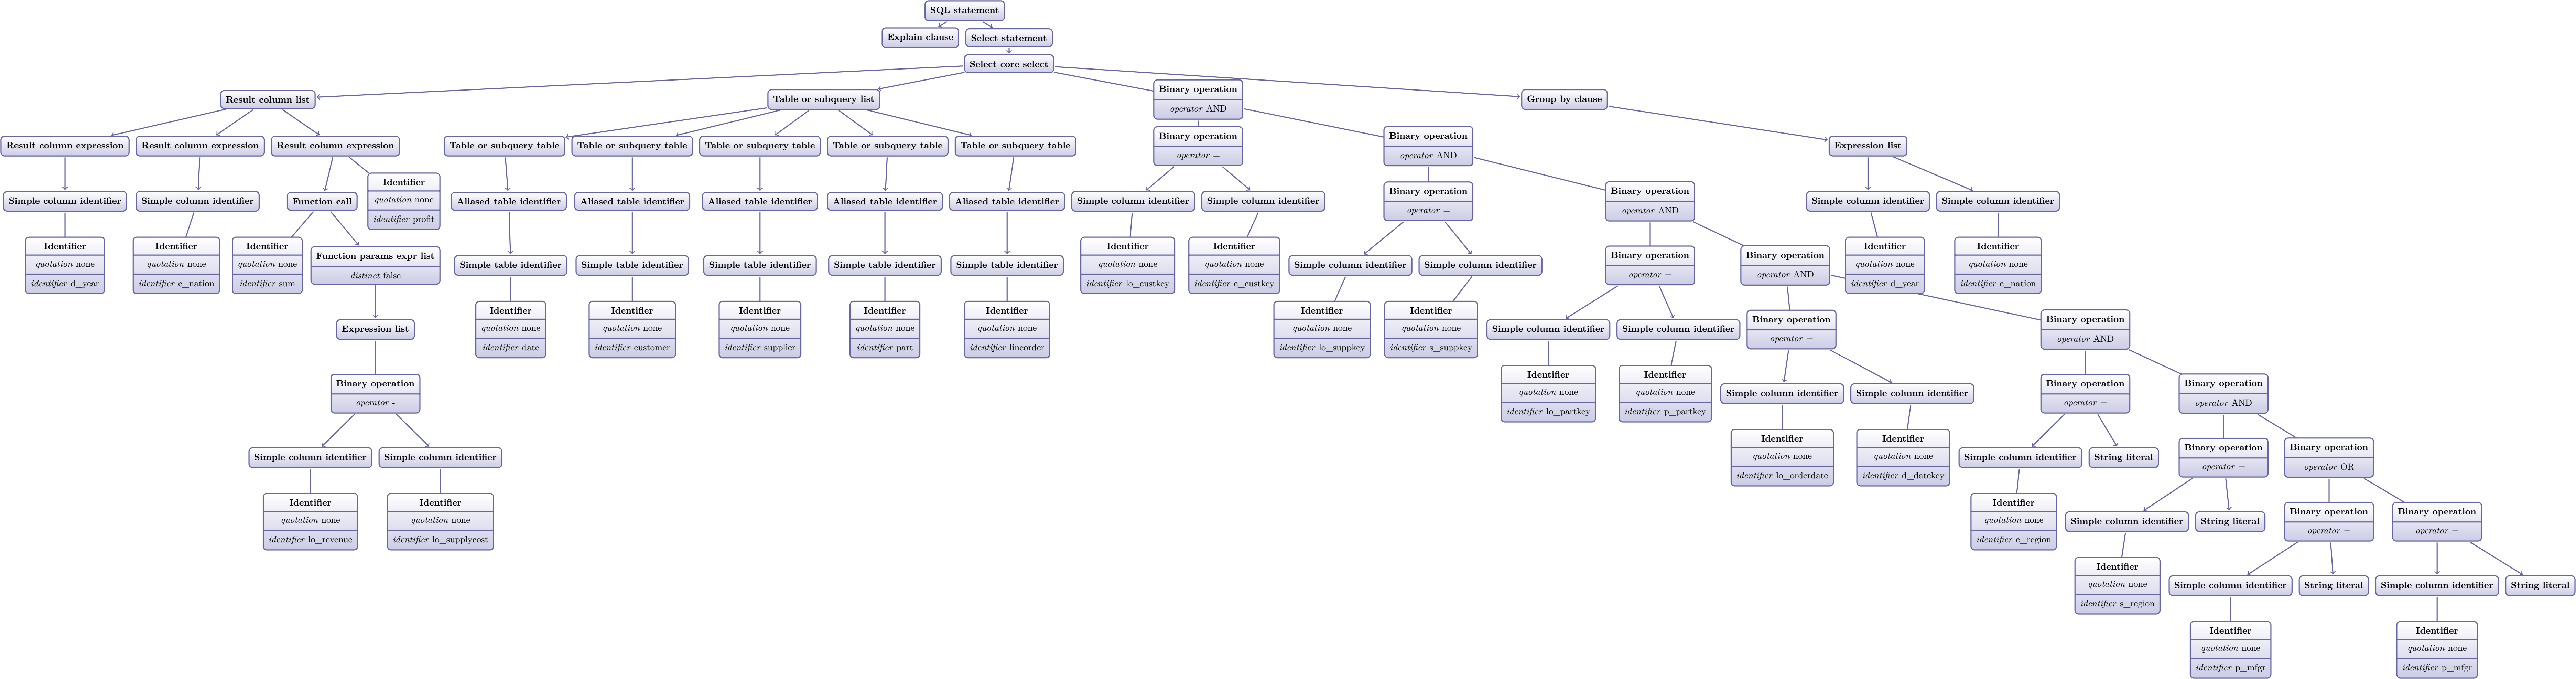 SQL statement
Explain clause
Select statement
Select core select
Result column list
Table or subquery list
Binary operation
operator AND
Group by clause
Result column expression
Result column expression
Result column expression
Table or subquery table
Table or subquery table
Table or subquery table
Table or subquery table
Table or subquery table
Binary operation
operator =
Binary operation
operator AND
Expression list
Simple column identifier
Simple column identifier
Function call
Identifier
quotation none
identifier profit
Aliased table identifier
Aliased table identifier
Aliased table identifier
Aliased table identifier
Aliased table identifier
Simple column identifier
Simple column identifier
Binary operation
operator =
Binary operation
operator AND
Simple column identifier
Simple column identifier
Identifier
quotation none
identifier d_year
Identifier
quotation none
identifier c_nation
Identifier
quotation none
identifier sum
Function params expr list
distinct false
Simple table identifier
Simple table identifier
Simple table identifier
Simple table identifier
Simple table identifier
Identifier
quotation none
identifier lo_custkey
Identifier
quotation none
identifier c_custkey
Simple column identifier
Simple column identifier
Binary operation
operator =
Binary operation
operator AND
Identifier
quotation none
identifier d_year
Identifier
quotation none
identifier c_nation
Expression list
Identifier
quotation none
identifier date
Identifier
quotation none
identifier customer
Identifier
quotation none
identifier supplier
Identifier
quotation none
identifier part
Identifier
quotation none
identifier lineorder
Identifier
quotation none
identifier lo_suppkey
Identifier
quotation none
identifier s_suppkey
Simple column identifier
Simple column identifier
Binary operation
operator =
Binary operation
operator AND
Binary operation
operator -
Identifier
quotation none
identifier lo_partkey
Identifier
quotation none
identifier p_partkey
Simple column identifier
Simple column identifier
Binary operation
operator =
Binary operation
operator AND
Simple column identifier
Simple column identifier
Identifier
quotation none
identifier lo_orderdate
Identifier
quotation none
identifier d_datekey
Simple column identifier
String literal
Binary operation
operator =
Binary operation
operator OR
Identifier
quotation none
identifier lo_revenue
Identifier
quotation none
identifier lo_supplycost
Identifier
quotation none
identifier c_region
Simple column identifier
String literal
Binary operation
operator =
Binary operation
operator =
Identifier
quotation none
identifier s_region
Simple column identifier
String literal
Simple column identifier
String literal
Identifier
quotation none
identifier p_mfgr
Identifier
quotation none
identifier p_mfgr